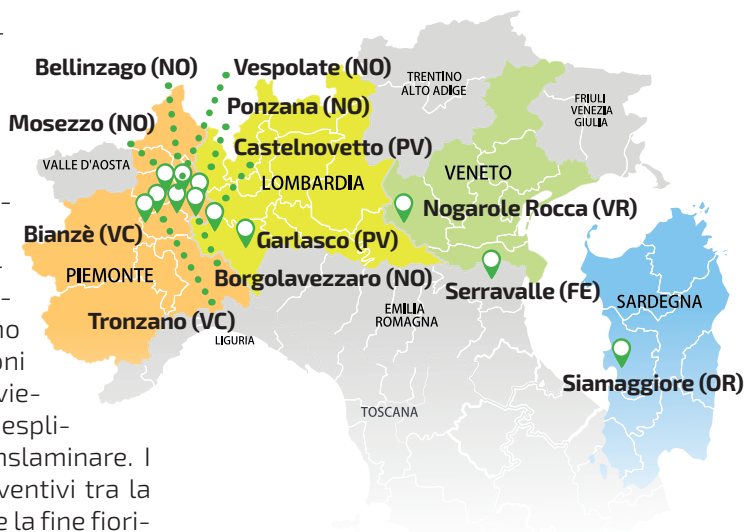 Bellinzago (NO)
Vespolate (NO)
Ponzana (NO)
Mosezzo (NO)
Castelnovetto (PV)
TRENTINO
ALTO ADIGE
FRIULI
VENEZIA
GIULIA
VALLE D'AOSTA
LOMBARDIA
VENETO
Nogarole Rocca (VR)
Bianzè (VC)
Garlasco (PV)
PIEMONTE
Borgolavezzaro (NO)
Serravalle (FE)
SARDEGNA
Tronzano (VC)
EMILIA
ROMAGNA
LIGURIA
Siamaggiore (OR)
TOSCANA
-
-
-
no
oni
vie-
espli-
nslaminare. I
ventivi tra la
e la fine fiori-